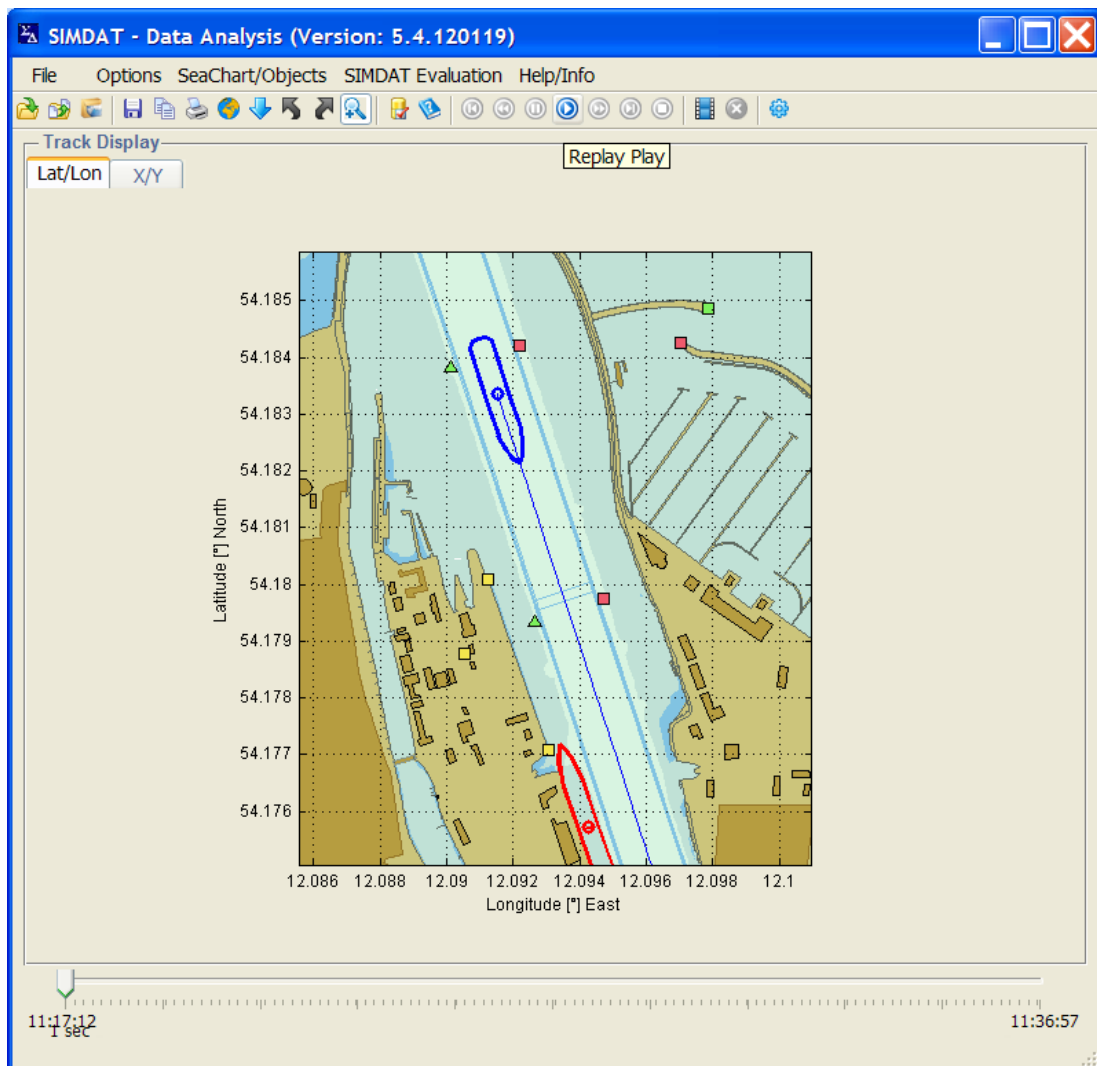 SIMDAT - Data Analysis (Version: 5.4.120119)
File Options SeaChart/Objects SIMDAT Evaluation Help/Info
Track Display
Replay Play
Lat/Lon X/Y
54.185
54.184
54.183
54.182
54.181
54.18
54.179
54.178
54.177
54.176
Latitude [°] North
12.086 12.088 12.09 12.092 12.094 12.096 12.098 12.1
Longitude [°] East
11:17:12 11:36:57
1 sec